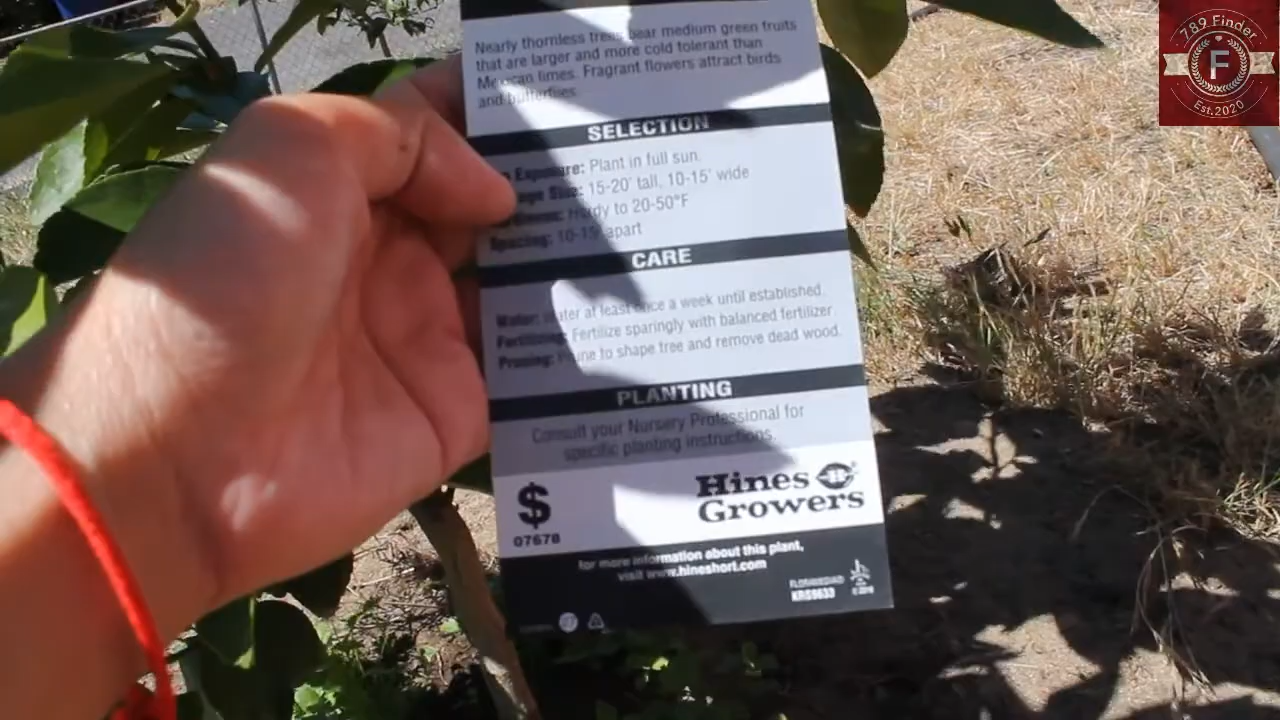 789 Finder
F
Est.2020
Nearly thornless trees bear medium green fruits
that are larger and more cold tolerant than
Mexican limes. Fragrant flowers attract birds
and butterflies.
SELECTION
Exposure: Plant in full sun.
Size: 15-20' tall, 10-15' wide
Hardy to 20-50°F
Spacing: 10-15' apart
CARE
Water: Water at least once a week until established.
Fertilizing: Fertilize sparingly with balanced fertilizer.
Pruning: Prune to shape tree and remove dead wood.
PLANTING
Consult your Nursery Professional for
specific planting instructions.
$
07678
Hines
Growers
for more information about this plant,
visit www.hineshort.com
KRS9633